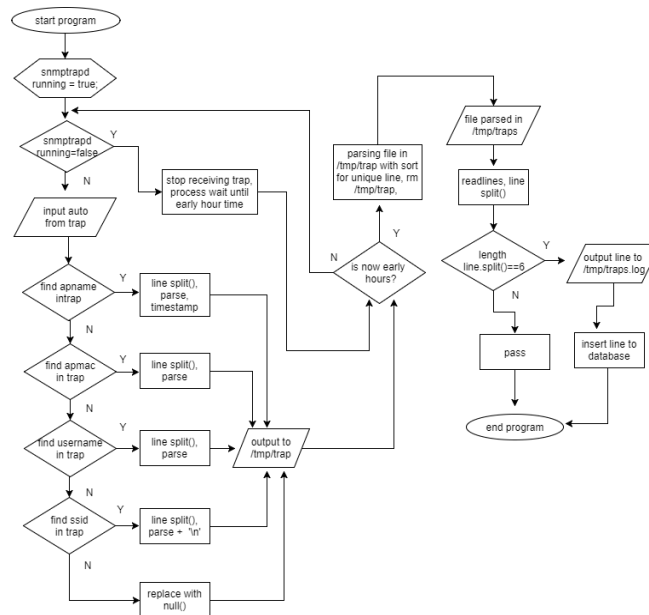 start program
snmptrapd
running = true;
snmptrapd
running=false
Y
N
stop receiving trap,
process wait until
early hour time
input auto
from trap
find apname
intrap
Y
line split(),
parse,
timestamp
N
find apmac
in trap
Y
line split(),
parse
N
find username
in trap
Y
line split(),
parse
N
find ssid
in trap
Y
line split(),
parse + '\n'
N
replace with
null()
output to
/tmp/trap
is now early
hours?
N
Y
parsing file in
/tmp/trap with sort
for unique line, rm
/tmp/trap,
file parsed in
/tmp/traps
readlines, line
split()
length
line.split()==6
Y
N
output line to
/tmp/traps.log
pass
insert line to
database
end program